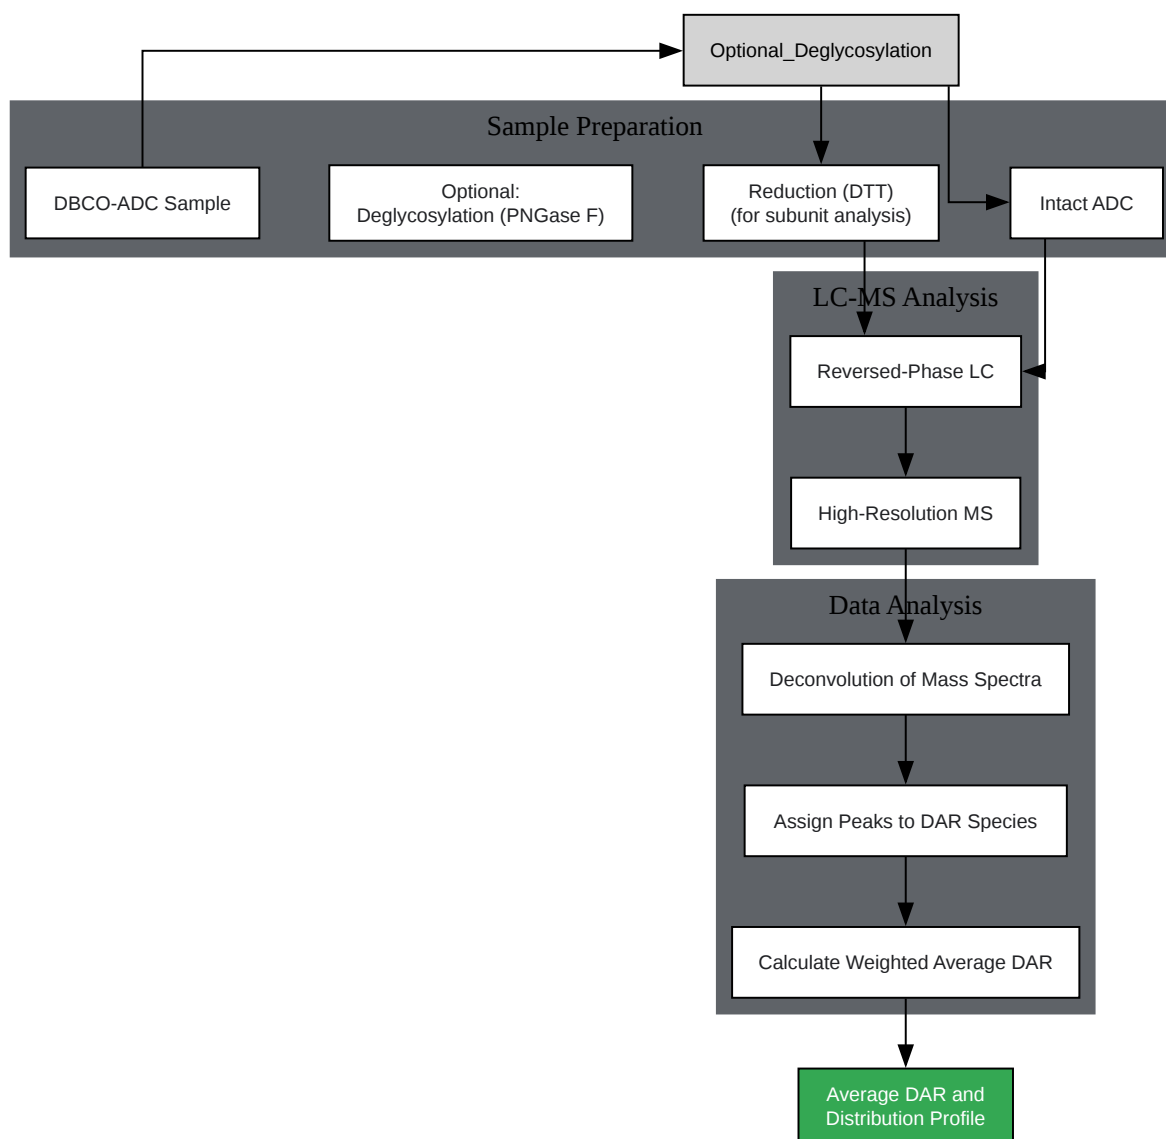 Optional_Deglycosylation
Sample Preparation
DBCO-ADC Sample
Optional:
Deglycosylation (PNGase F)
Reduction (DTT)
(for subunit analysis)
Intact ADC
LC-MS Analysis
Reversed-Phase LC
High-Resolution MS
Data Analysis
Deconvolution of Mass Spectra
Assign Peaks to DAR Species
Calculate Weighted Average DAR
Average DAR and
Distribution Profile